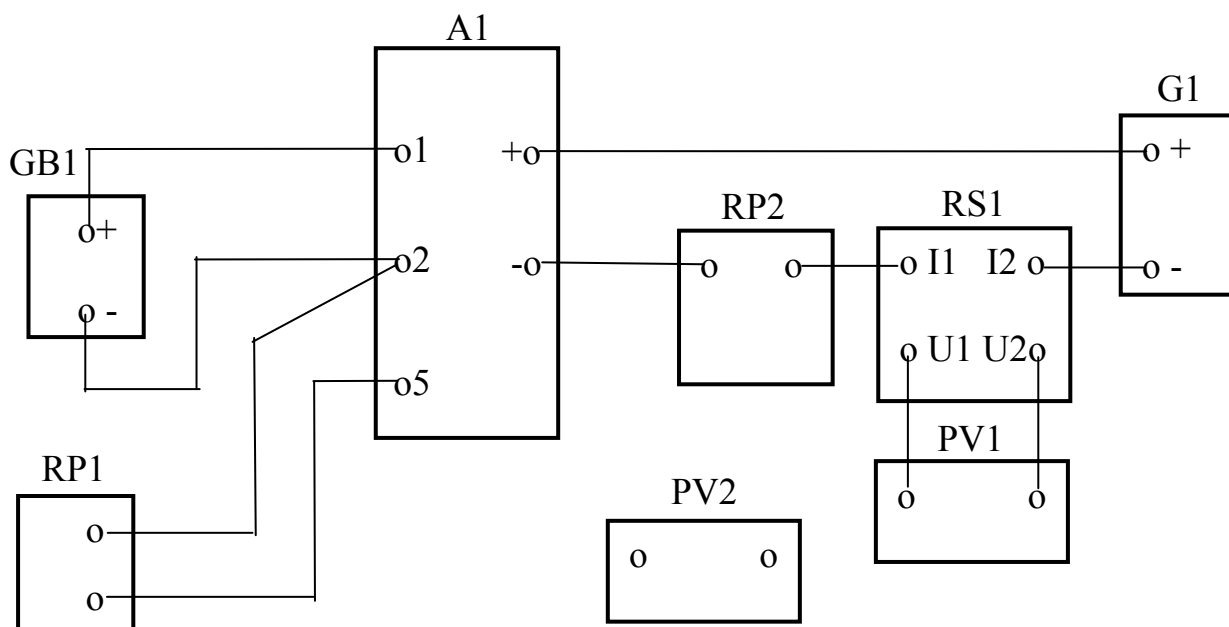 A1
G1
GB1
o1
+o
o +
o+
RP2
RS1
o2
-o
o
o
o I1
I2 o
o -
o -
o5
o U1
U2o
RP1
PV2
PV1
o
o
o
o
o
o